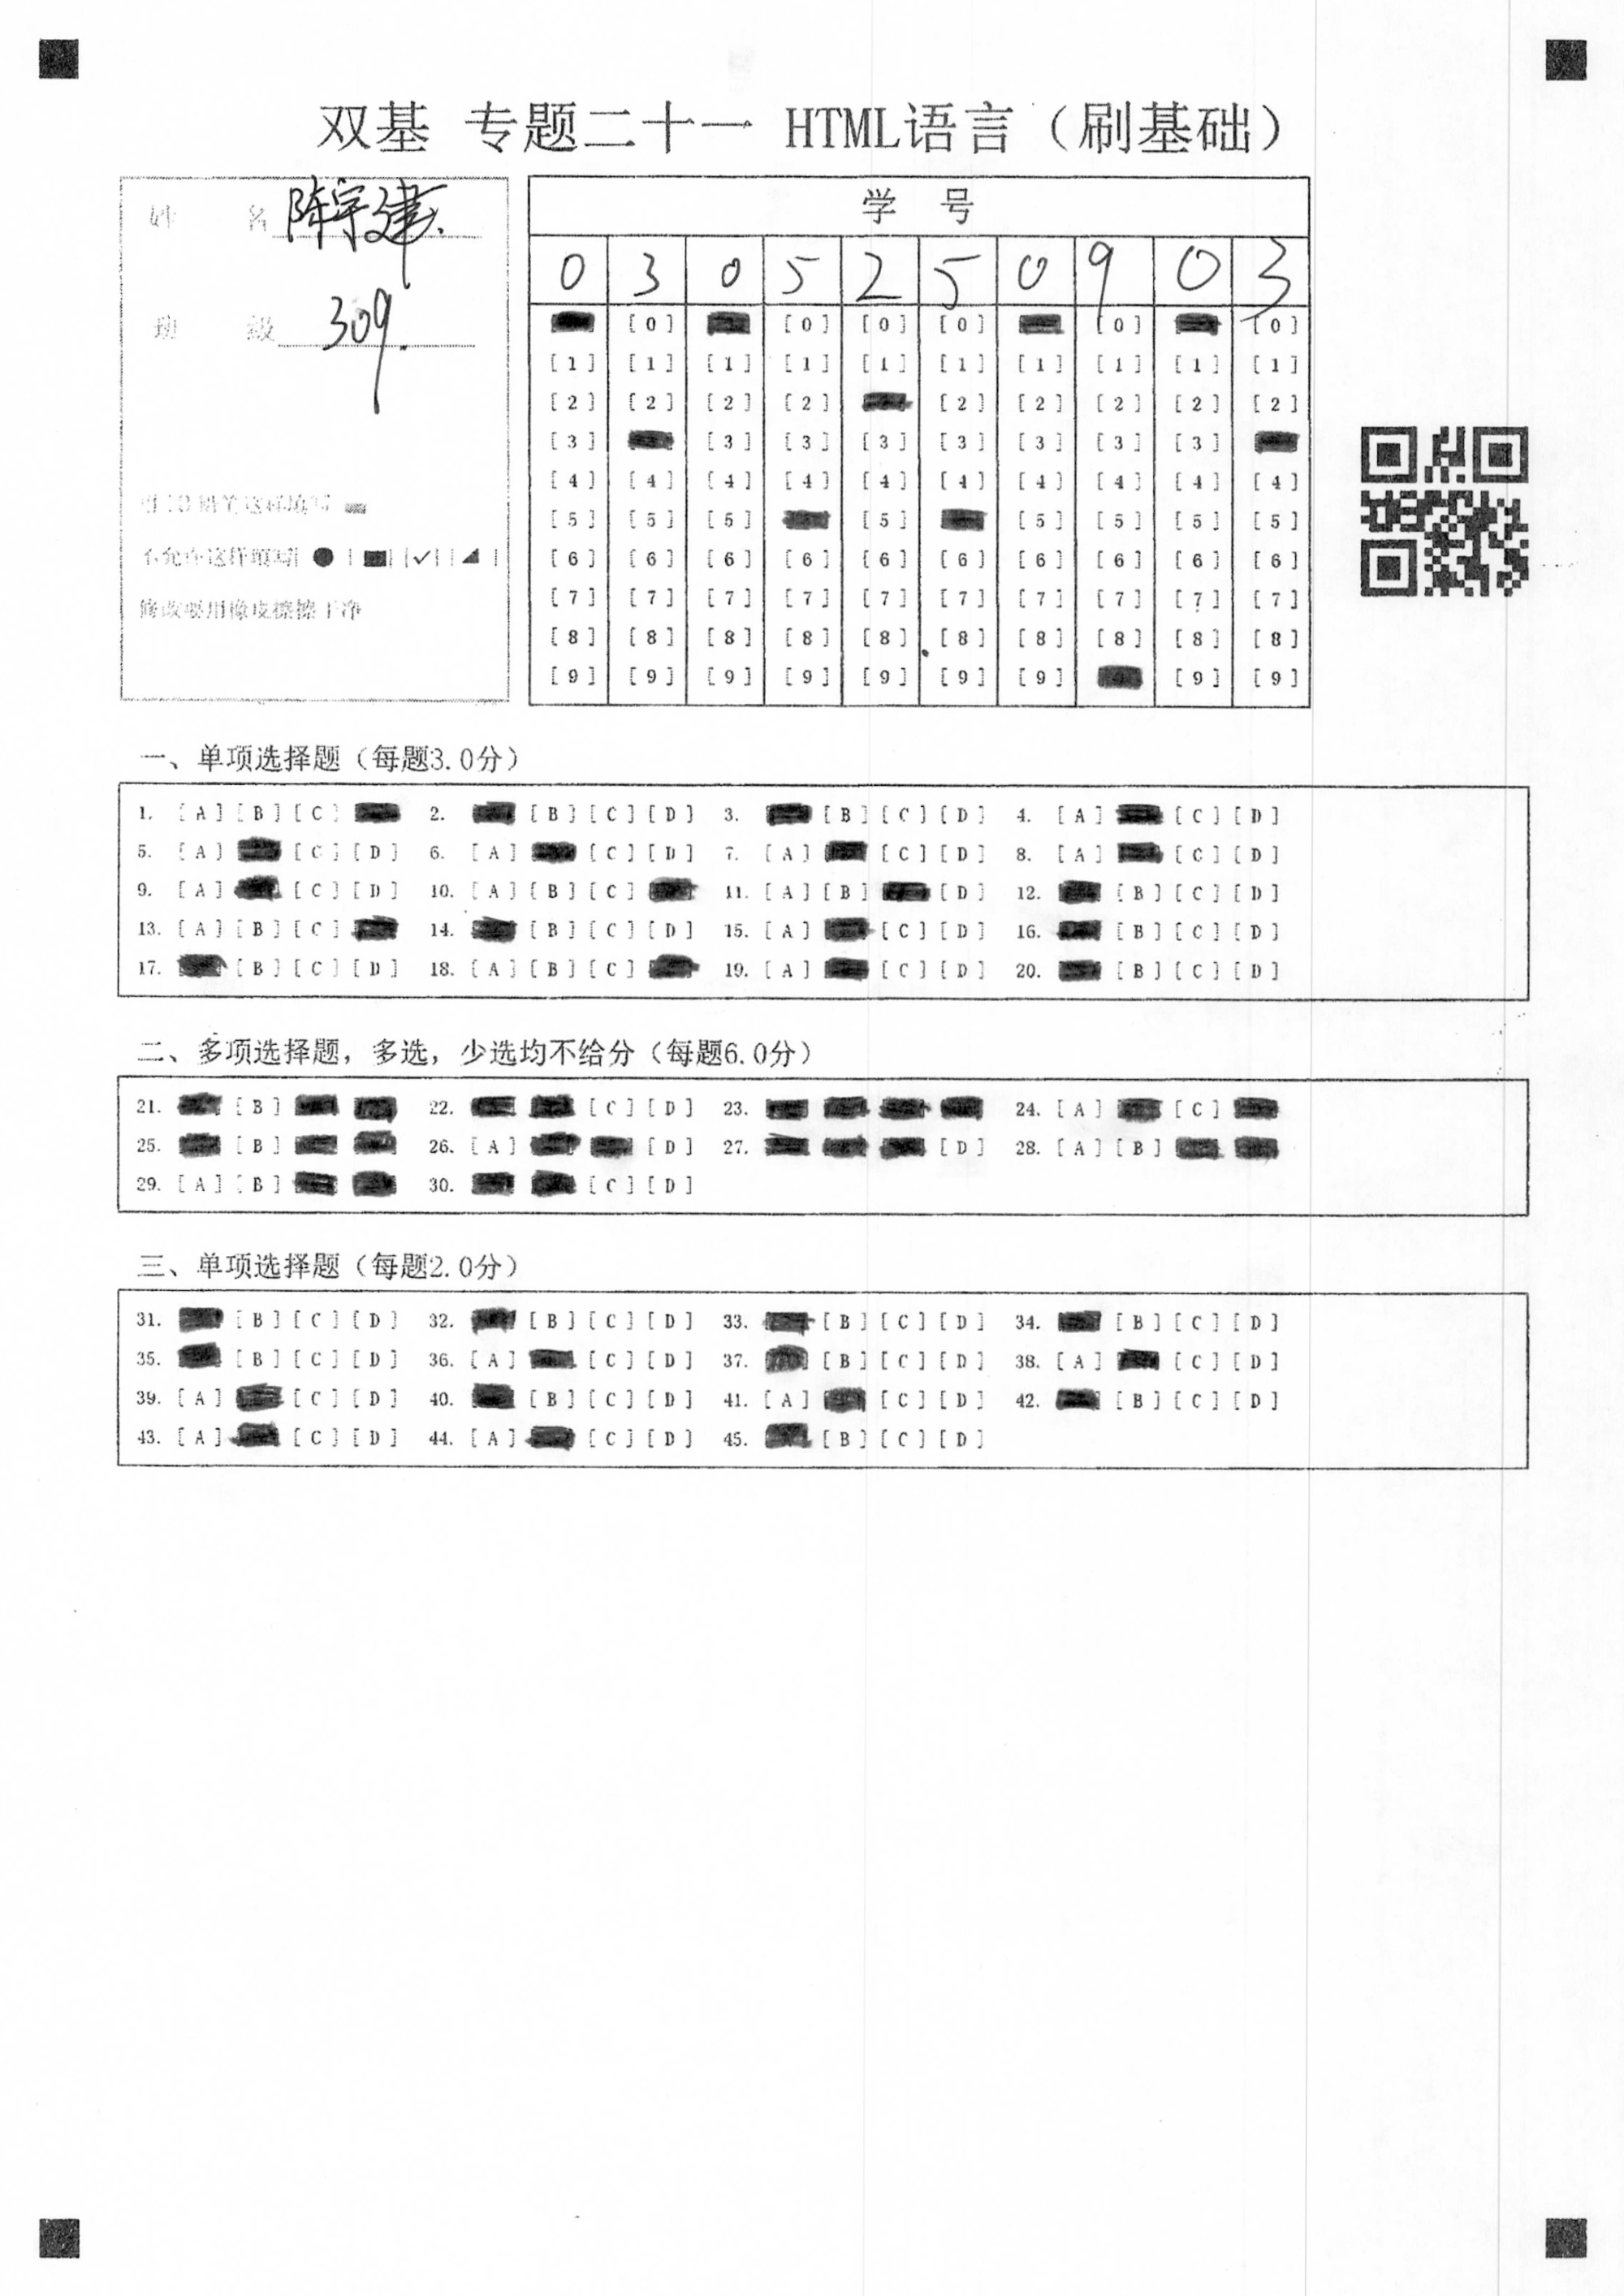 双基 专题二十一 HTML语言（刷基础）
姓 名 陈宇建.
班 级 309.
不允许这样填写
修改要用橡皮擦擦干净
学 号
0 3 0 5 2 5 0 9 0 3
[0] [0] [0] [0] [0] [0]
[1] [1] [1] [1] [1] [1] [1] [1] [1] [1]
[2] [2] [2] [2] [2] [2] [2] [2] [2]
[3] [3] [3] [3] [3] [3] [3] [3]
[4] [4] [4] [4] [4] [4] [4] [4] [4] [4]
[5] [5] [5] [5] [5] [5] [5] [5]
[6] [6] [6] [6] [6] [6] [6] [6] [6] [6]
[7] [7] [7] [7] [7] [7] [7] [7] [7] [7]
[8] [8] [8] [8] [8] [8] [8] [8] [8] [8]
[9] [9] [9] [9] [9] [9] [9] [9] [9]
一、单项选择题（每题3.0分）
1. [A] [B] [C] 2. [B] [C] [D] 3. [B] [C] [D] 4. [A] [C] [D]
5. [A] [C] [D] 6. [A] [C] [D] 7. [A] [C] [D] 8. [A] [C] [D]
9. [A] [C] [D] 10. [A] [B] [C] 11. [A] [B] [D] 12. [B] [C] [D]
13. [A] [B] [C] 14. [B] [C] [D] 15. [A] [C] [D] 16. [B] [C] [D]
17. [B] [C] [D] 18. [A] [B] [C] 19. [A] [C] [D] 20. [B] [C] [D]
二、多项选择题，多选，少选均不给分（每题6.0分）
21. [B] 22. [C] [D] 23. 24. [A] [C]
25. [B] 26. [A] [D] 27. [D] 28. [A] [B]
29. [A] [B] 30. [C] [D]
三、单项选择题（每题2.0分）
31. [B] [C] [D] 32. [B] [C] [D] 33. [B] [C] [D] 34. [B] [C] [D]
35. [B] [C] [D] 36. [A] [C] [D] 37. [B] [C] [D] 38. [A] [C] [D]
39. [A] [C] [D] 40. [B] [C] [D] 41. [A] [C] [D] 42. [B] [C] [D]
43. [A] [C] [D] 44. [A] [C] [D] 45. [B] [C] [D]